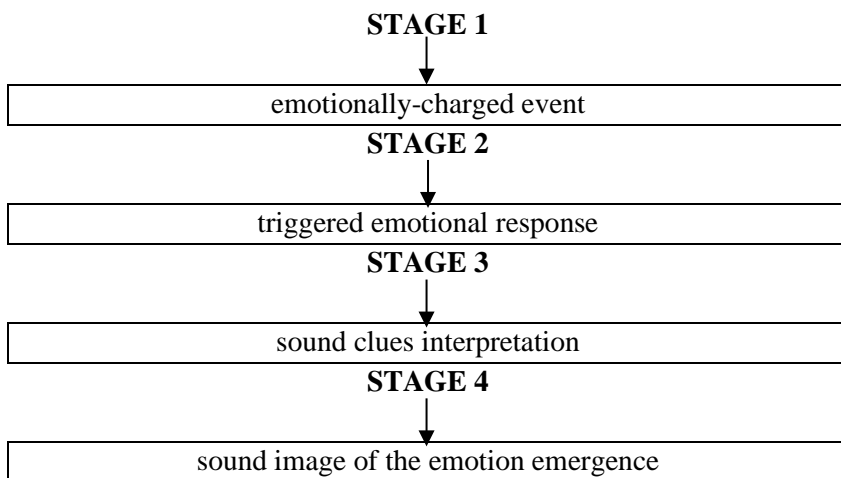 STAGE 1
emotionally-charged event
STAGE 2
triggered emotional response
STAGE 3
sound clues interpretation
STAGE 4
sound image of the emotion emergence